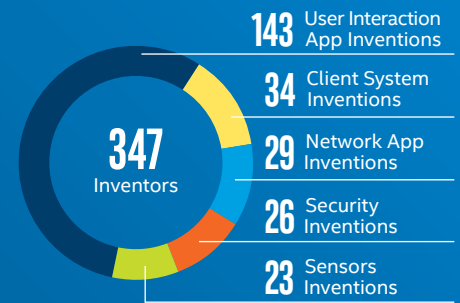 347
Inventors
143 User Interaction
App Inventions
34 Client System
Inventions
29 Network App
Inventions
26 Security
Inventions
23 Sensors
Inventions